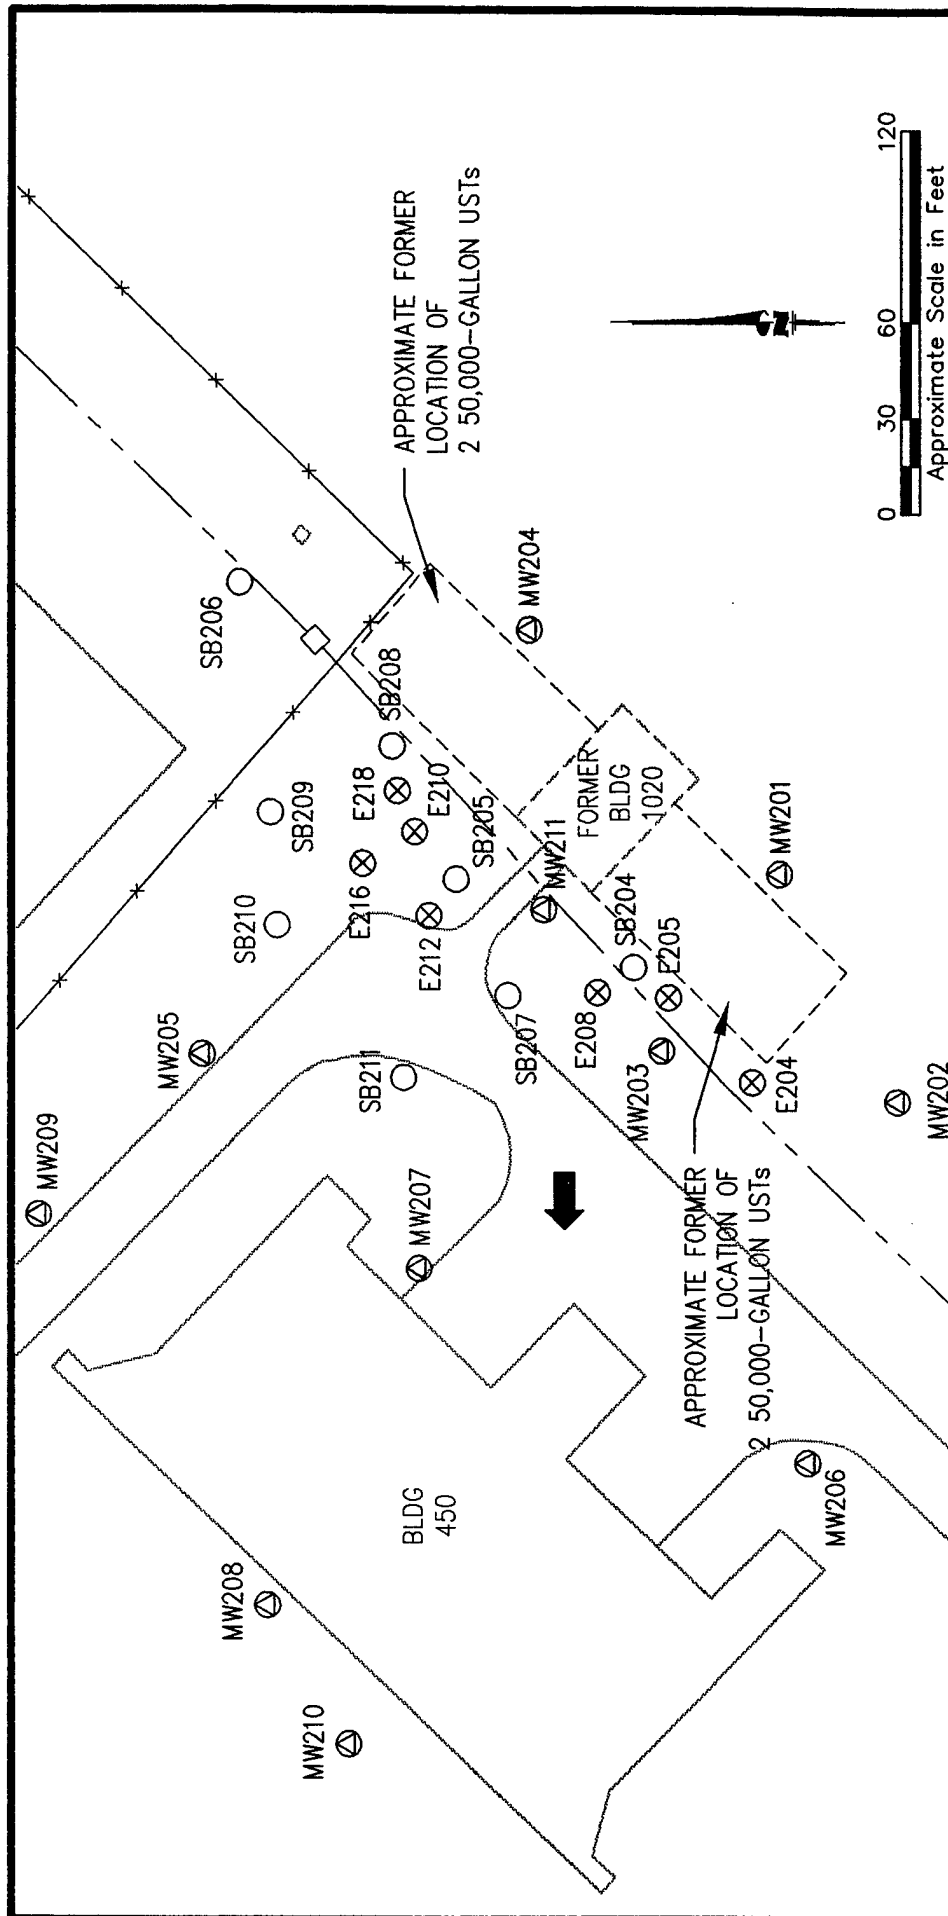 MW209
MW205
SB210
SB209
SB206
APPROXIMATE FORMER
LOCATION OF
2 50,000-GALLON USTs
MW208
MW210
SB211
MW207
E216
E218
SB208
E210
E212
SB205
BLDG
450
SB207
MW211
MW204
FORMER
BLDG
1020
E208
SB204
E205
MW203
E204
MW201
MW202
APPROXIMATE FORMER
LOCATION OF
2 50,000-GALLON USTs
MW206
N
0 30 60 120
Approximate Scale in Feet